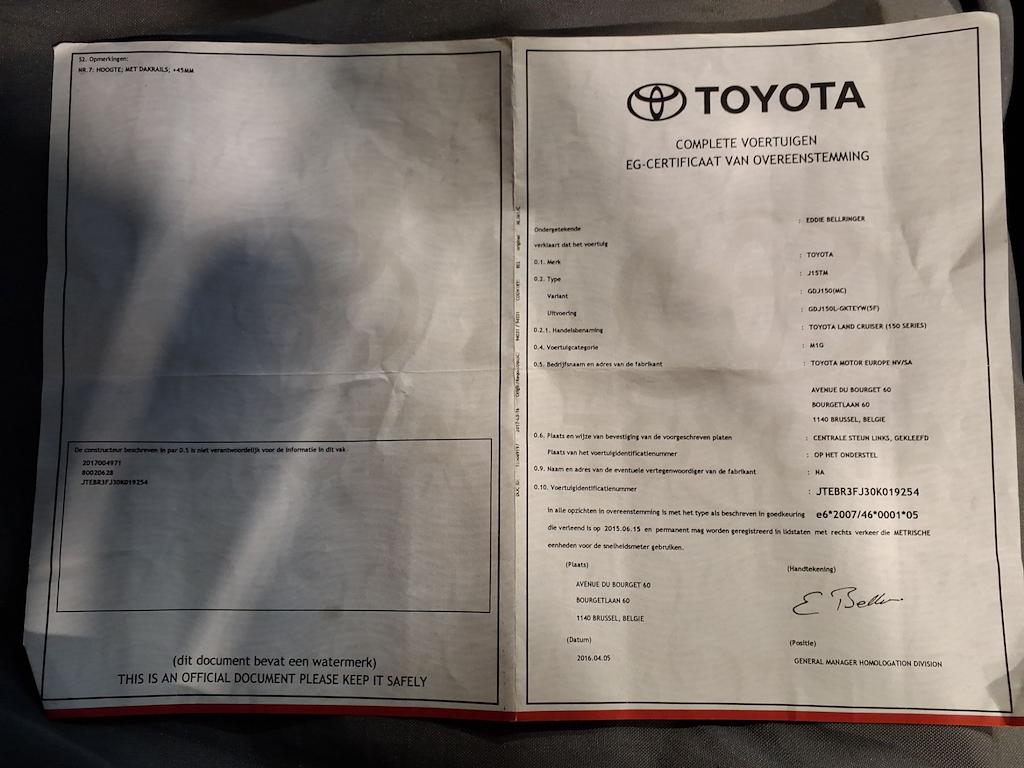 52. Opmerkingen:
NR.7: HOOGTE; MET DAKRAILS; +45MM
De constructeur beschreven in par 0.5 is niet verantwoordelijk voor de informatie in dit vak
2017004971
80020628
JTEBR3FJ30K019254
(dit document bevat een watermerk)
THIS IS AN OFFICIAL DOCUMENT PLEASE KEEP IT SAFELY
TOYOTA
COMPLETE VOERTUIGEN
EG-CERTIFICAAT VAN OVEREENSTEMMING
Ondergetekende : EDDIE BELLRINGER
verklaart dat het voertuig
0.1. Merk : TOYOTA
0.2. Type : J15TM
Variant : GDJ150(MC)
Uitvoering : GDJ150L-GKTEYW(5F)
0.2.1. Handelsbenaming : TOYOTA LAND CRUISER (150 SERIES)
0.4. Voertuigcategorie : M1G
0.5. Bedrijfsnaam en adres van de fabrikant : TOYOTA MOTOR EUROPE NV/SA
AVENUE DU BOURGET 60
BOURGETLAAN 60
1140 BRUSSEL, BELGIE
0.6. Plaats en wijze van bevestiging van de voorgeschreven platen : CENTRALE STEUN LINKS, GEKLEEFD
Plaats van het voertuigidentificatienummer : OP HET ONDERSTEL
0.9. Naam en adres van de eventuele vertegenwoordiger van de fabrikant : NA
0.10. Voertuigidentificatienummer : JTEBR3FJ30K019254
in alle opzichten in overeenstemming is met het type als beschreven in goedkeuring e6*2007/46*0001*05
die verleend is op 2015.06.15 en permanent mag worden geregistreerd in lidstaten met rechts verkeer die METRISCHE
eenheden voor de snelheidsmeter gebruiken.
(Plaats) (Handtekening)
AVENUE DU BOURGET 60
BOURGETLAAN 60 E Bell
1140 BRUSSEL, BELGIE
(Datum) (Positie)
2016.04.05 GENERAL MANAGER HOMOLOGATION DIVISION